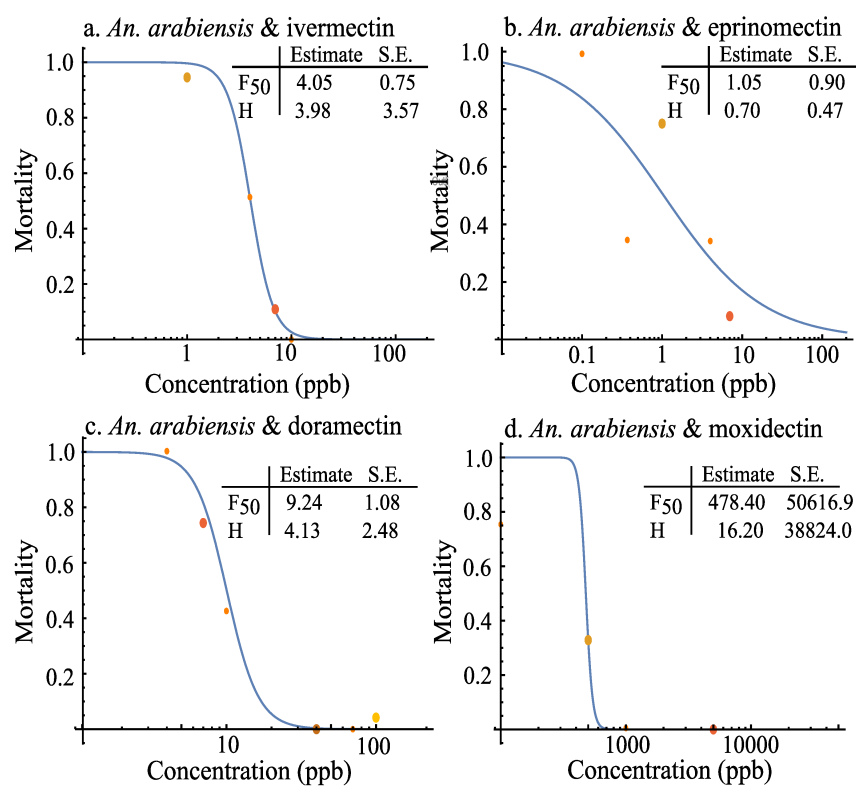 a. An. arabiensis & ivermectin
Estimate S.E.
F50 4.05 0.75
H 3.98 3.57
1.0
0.8
0.6
0.4
0.2
Mortality
1 10 100
Concentration (ppb)
b. An. arabiensis & eprinomectin
Estimate S.E.
F50 1.05 0.90
H 0.70 0.47
1.0
0.8
0.6
0.4
0.2
Mortality
0.1 1 10 100
Concentration (ppb)
c. An. arabiensis & doramectin
Estimate S.E.
F50 9.24 1.08
H 4.13 2.48
1.0
0.8
0.6
0.4
0.2
Mortality
10 100
Concentration (ppb)
d. An. arabiensis & moxidectin
Estimate S.E.
F50 478.40 50616.9
H 16.20 38824.0
1.0
0.8
0.6
0.4
0.2
Mortality
1000 10000
Concentration (ppb)